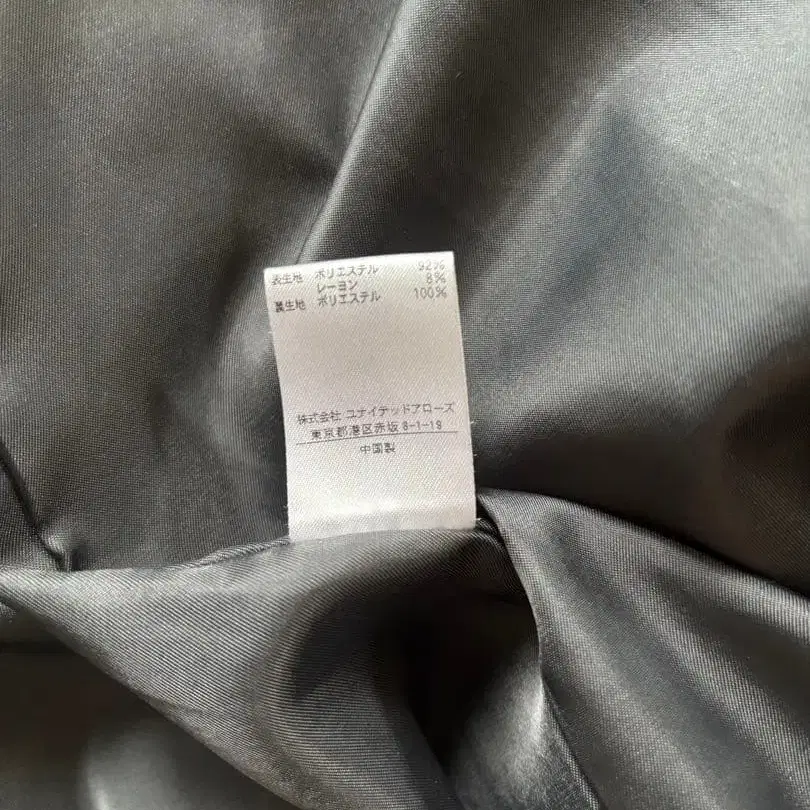 表生地 ポリエステル 92%
レーヨン 8%
裏生地 ポリエステル 100%
株式会社 ユナイテッドアローズ
東京都港区赤坂 8-1-19
中国製